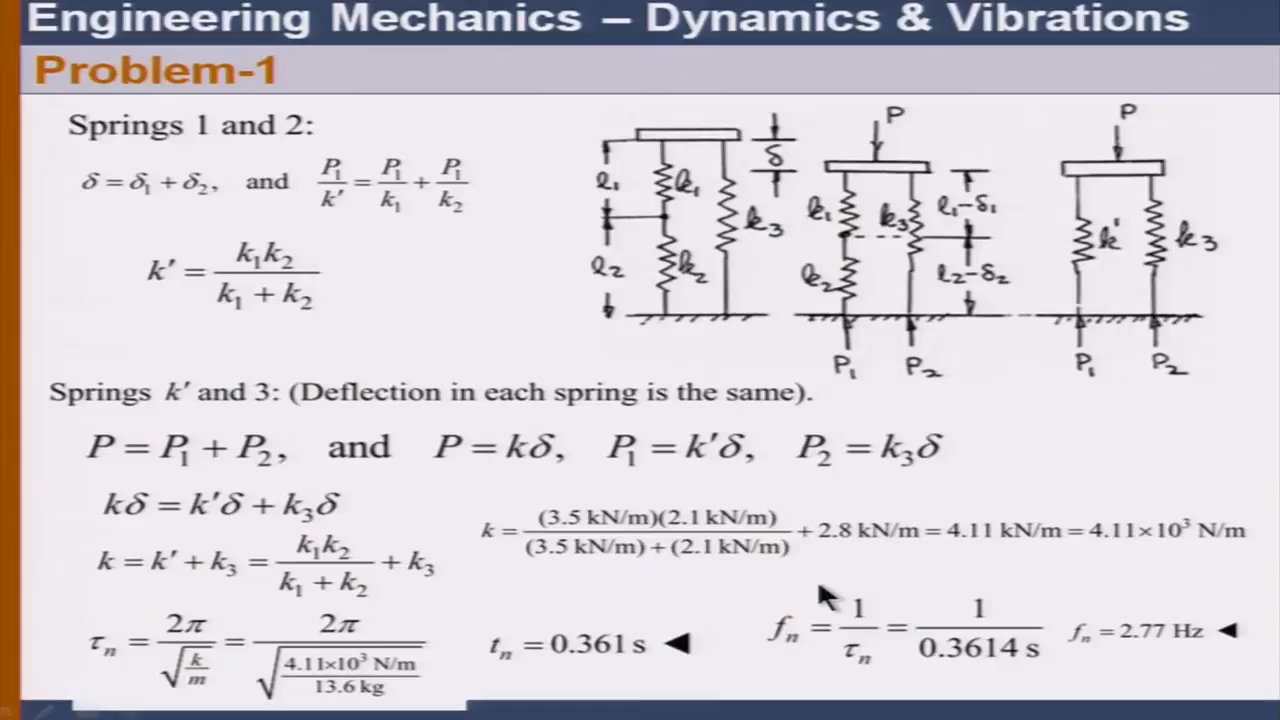 Engineering Mechanics – Dynamics & Vibrations
Problem-1
Springs 1 and 2:
δ = δ₁ + δ₂, and P₁/k′ = P₁/k₁ + P₁/k₂
k′ = k₁k₂/(k₁ + k₂)
ℓ₁ k₁ δ k₃
ℓ₂ k₂
P
k₁ k₃ ℓ₁-δ₁
k₂ ℓ₂-δ₂
P₁ P₂
P
k′ k₃
P₁ P₂
Springs k′ and 3: (Deflection in each spring is the same).
P = P₁ + P₂, and P = kδ, P₁ = k′δ, P₂ = k₃δ
kδ = k′δ + k₃δ
k = (3.5 kN/m)(2.1 kN/m)/((3.5 kN/m) + (2.1 kN/m)) + 2.8 kN/m = 4.11 kN/m = 4.11×10³ N/m
k = k′ + k₃ = k₁k₂/(k₁ + k₂) + k₃
τₙ = 2π/√(k/m) = 2π/√(4.11×10³ N/m / 13.6 kg) tₙ = 0.361 s ◄ fₙ = 1/τₙ = 1/0.3614 s fₙ = 2.77 Hz ◄